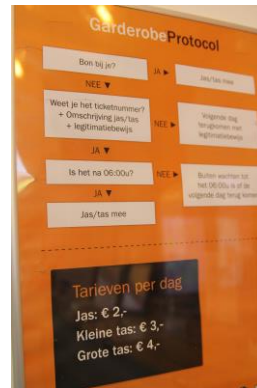 GarderobeProtocol
Bon bij je?
JA ►
Jas/tas mee
NEE ▼
Weet je het ticketnummer?
+ Omschrijving jas/tas
+ legitimatiebewijs
NEE ►
Volgende dag
terugkomen met
legitimatiebewijs
JA ▼
Is het na 06:00u?
NEE ►
Buiten wachten tot
het 06:00u is of de
volgende dag terug komen
JA ▼
Jas/tas mee
Tarieven per dag
Jas: € 2,-
Kleine tas: € 3,-
Grote tas: € 4,-